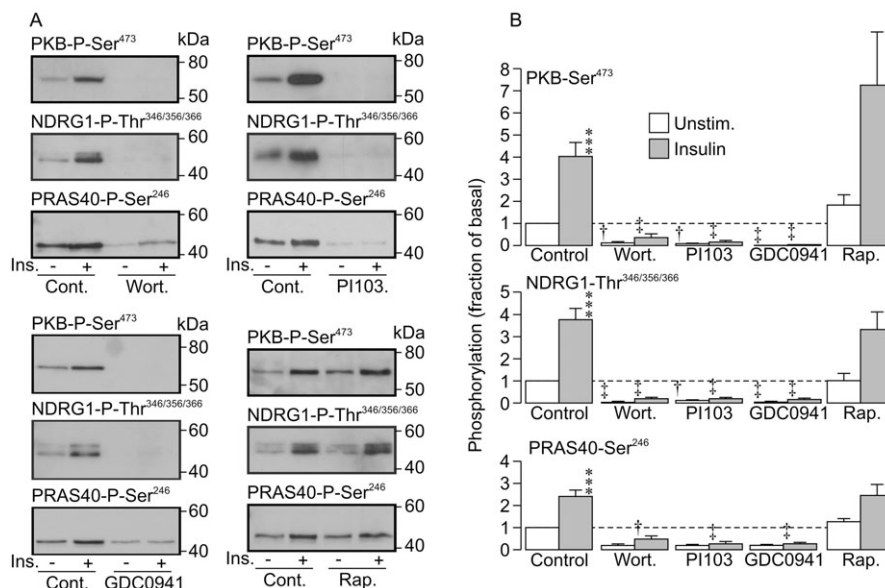 A
PKB-P-Ser473 kDa
80
50
NDRG1-P-Thr346/356/366
60
40
PRAS40-P-Ser246
60
40
Ins. - + - +
Cont. Wort.
PKB-P-Ser473 kDa
80
50
NDRG1-P-Thr346/356/366
60
40
PRAS40-P-Ser246
60
40
- + - +
Cont. PI103.
PKB-P-Ser473 kDa
80
50
NDRG1-P-Thr346/356/366
60
40
PRAS40-P-Ser246
60
40
Ins. - + - +
Cont. GDC0941
PKB-P-Ser473 kDa
80
50
NDRG1-P-Thr346/356/366
60
40
PRAS40-P-Ser246
60
40
Ins. - + - +
Cont. Rap.
B
Phosphorylation (fraction of basal)
PKB-Ser473
8
7
6
5
4
3
2
1
0
Unstim.
Insulin
***
† ‡ † ‡ ‡ ‡
Control Wort. PI103 GDC0941 Rap.
NDRG1-Thr346/356/366
5
4
3
2
1
0
***
‡ ‡ † ‡ ‡ ‡
Control Wort. PI103 GDC0941 Rap.
PRAS40-Ser246
4
3
2
1
0
***
† ‡ ‡
Control Wort. PI103 GDC0941 Rap.